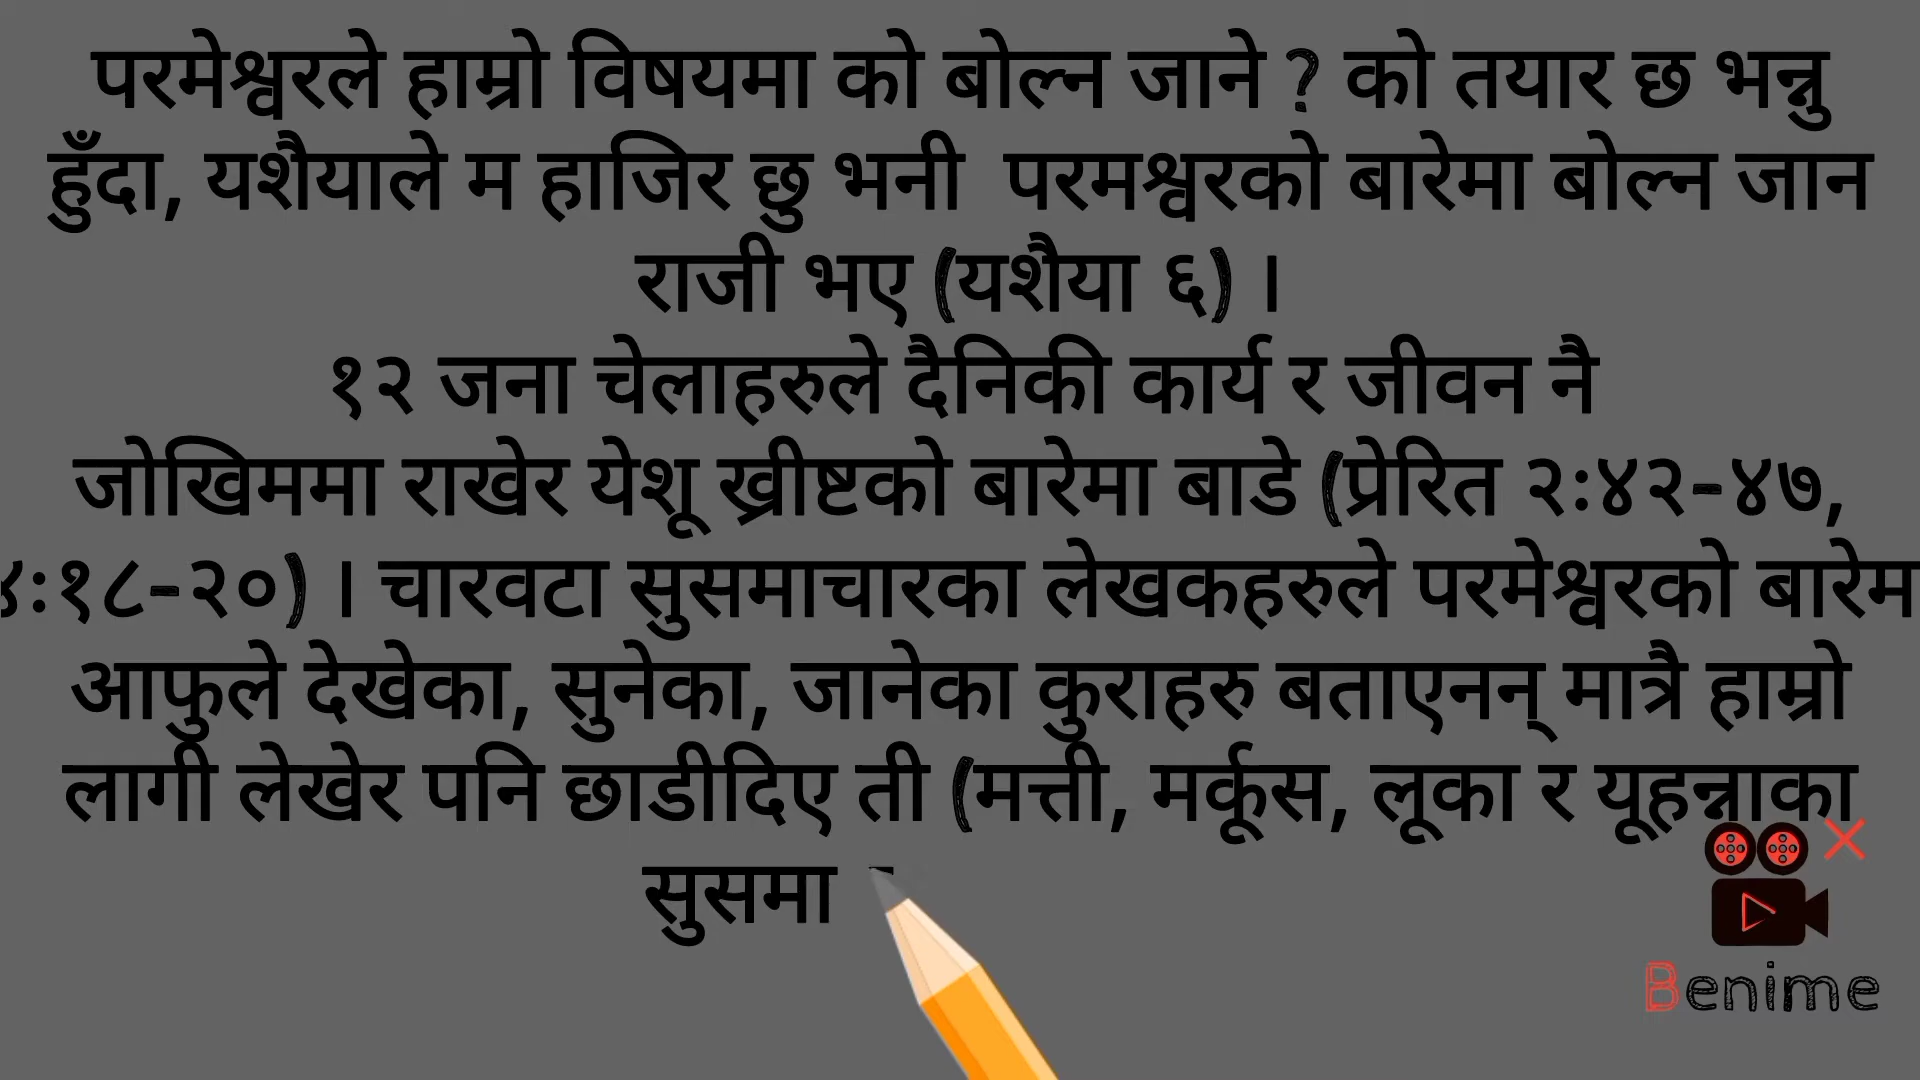 परमेश्वरले हाम्रो विषयमा को बोल्न जाने ? को तयार छ भन्नु
हुँदा, यशैयाले म हाजिर छु भनी परमश्वरको बारेमा बोल्न जान
राजी भए (यशैया ६) ।
१२ जना चेलाहरुले दैनिकी कार्य र जीवन नै
जोखिममा राखेर येशू ख्रीष्टको बारेमा बाडे (प्रेरित २ः४२-४७,
४ः१८-२०) । चारवटा सुसमाचारका लेखकहरुले परमेश्वरको बारेम
आफुले देखेका, सुनेका, जानेका कुराहरु बताएनन् मात्रै हाम्रो
लागी लेखेर पनि छाडीदिए ती (मत्ती, मर्कूस, लूका र यूहन्नाका
सुसमा
Benime